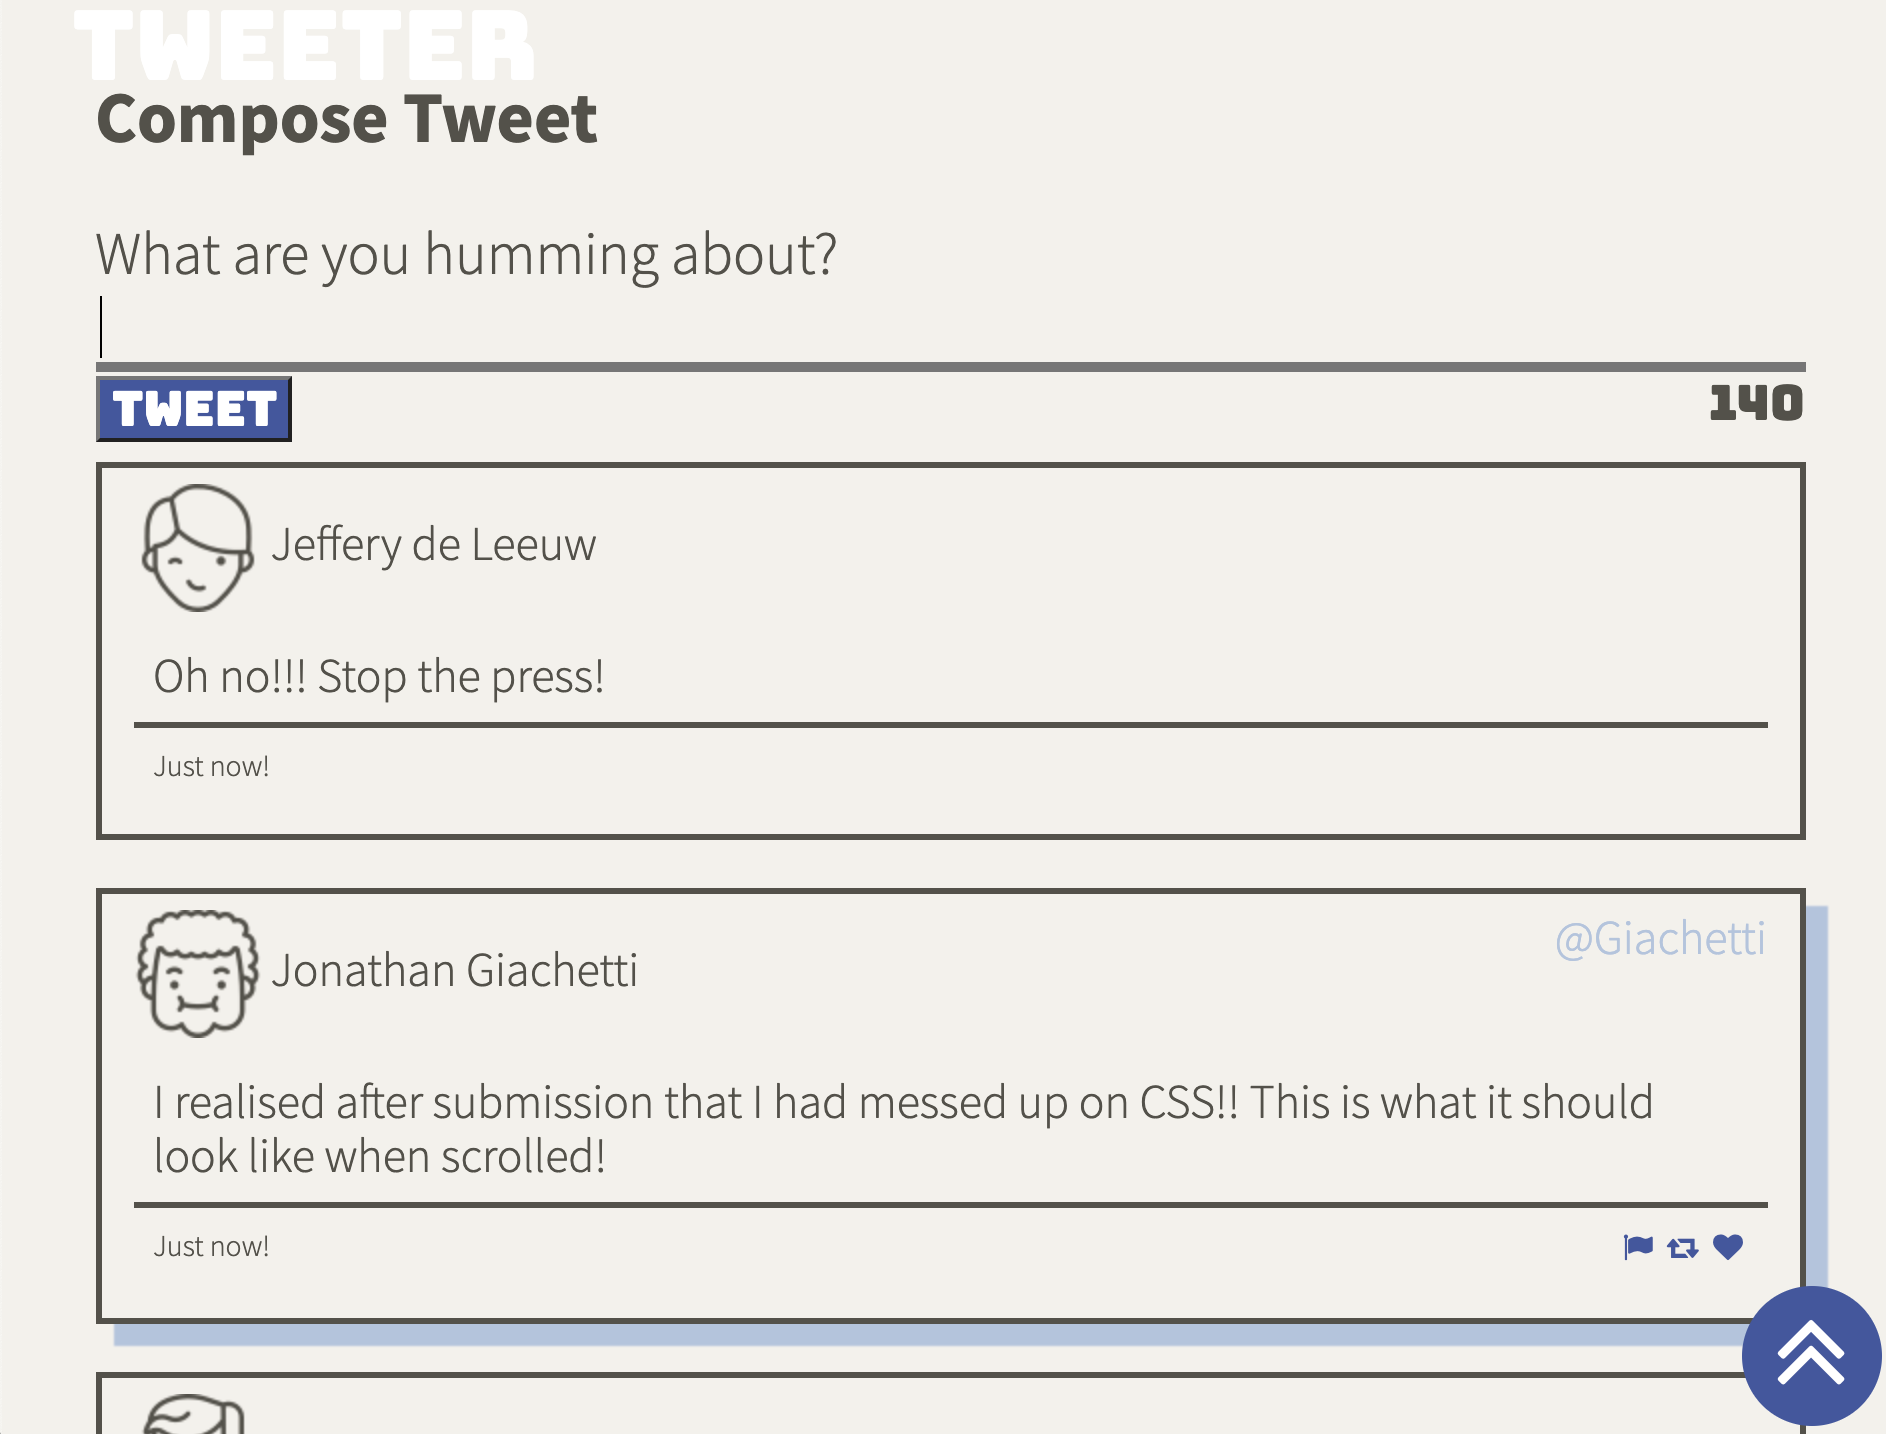 TWEETER
Compose Tweet
What are you humming about?
TWEET
140
Jeffery de Leeuw
Oh no!!! Stop the press!
Just now!
Jonathan Giachetti
@Giachetti
I realised after submission that I had messed up on CSS!! This is what it should
look like when scrolled!
Just now!